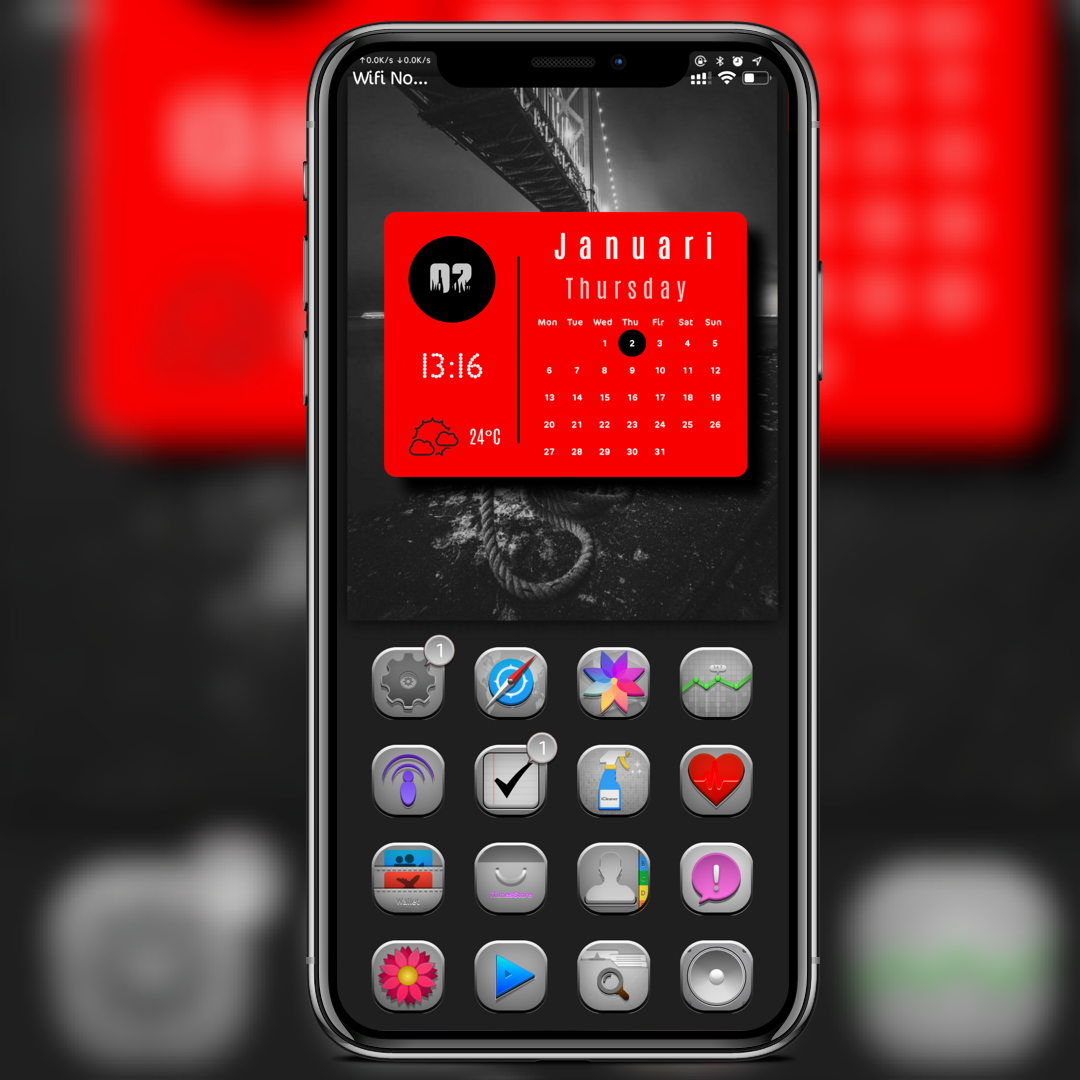 ↑0.0K/s ↓0.0K/s
Wifi No...
02
Januari
Thursday
13:16
24°C
Mon Tue Wed Thu Fir Sat Sun
1 2 3 4 5
6 7 8 9 10 11 12
13 14 15 16 17 18 19
20 21 22 23 24 25 26
27 28 29 30 31
1
1
iCleaner
Wallet